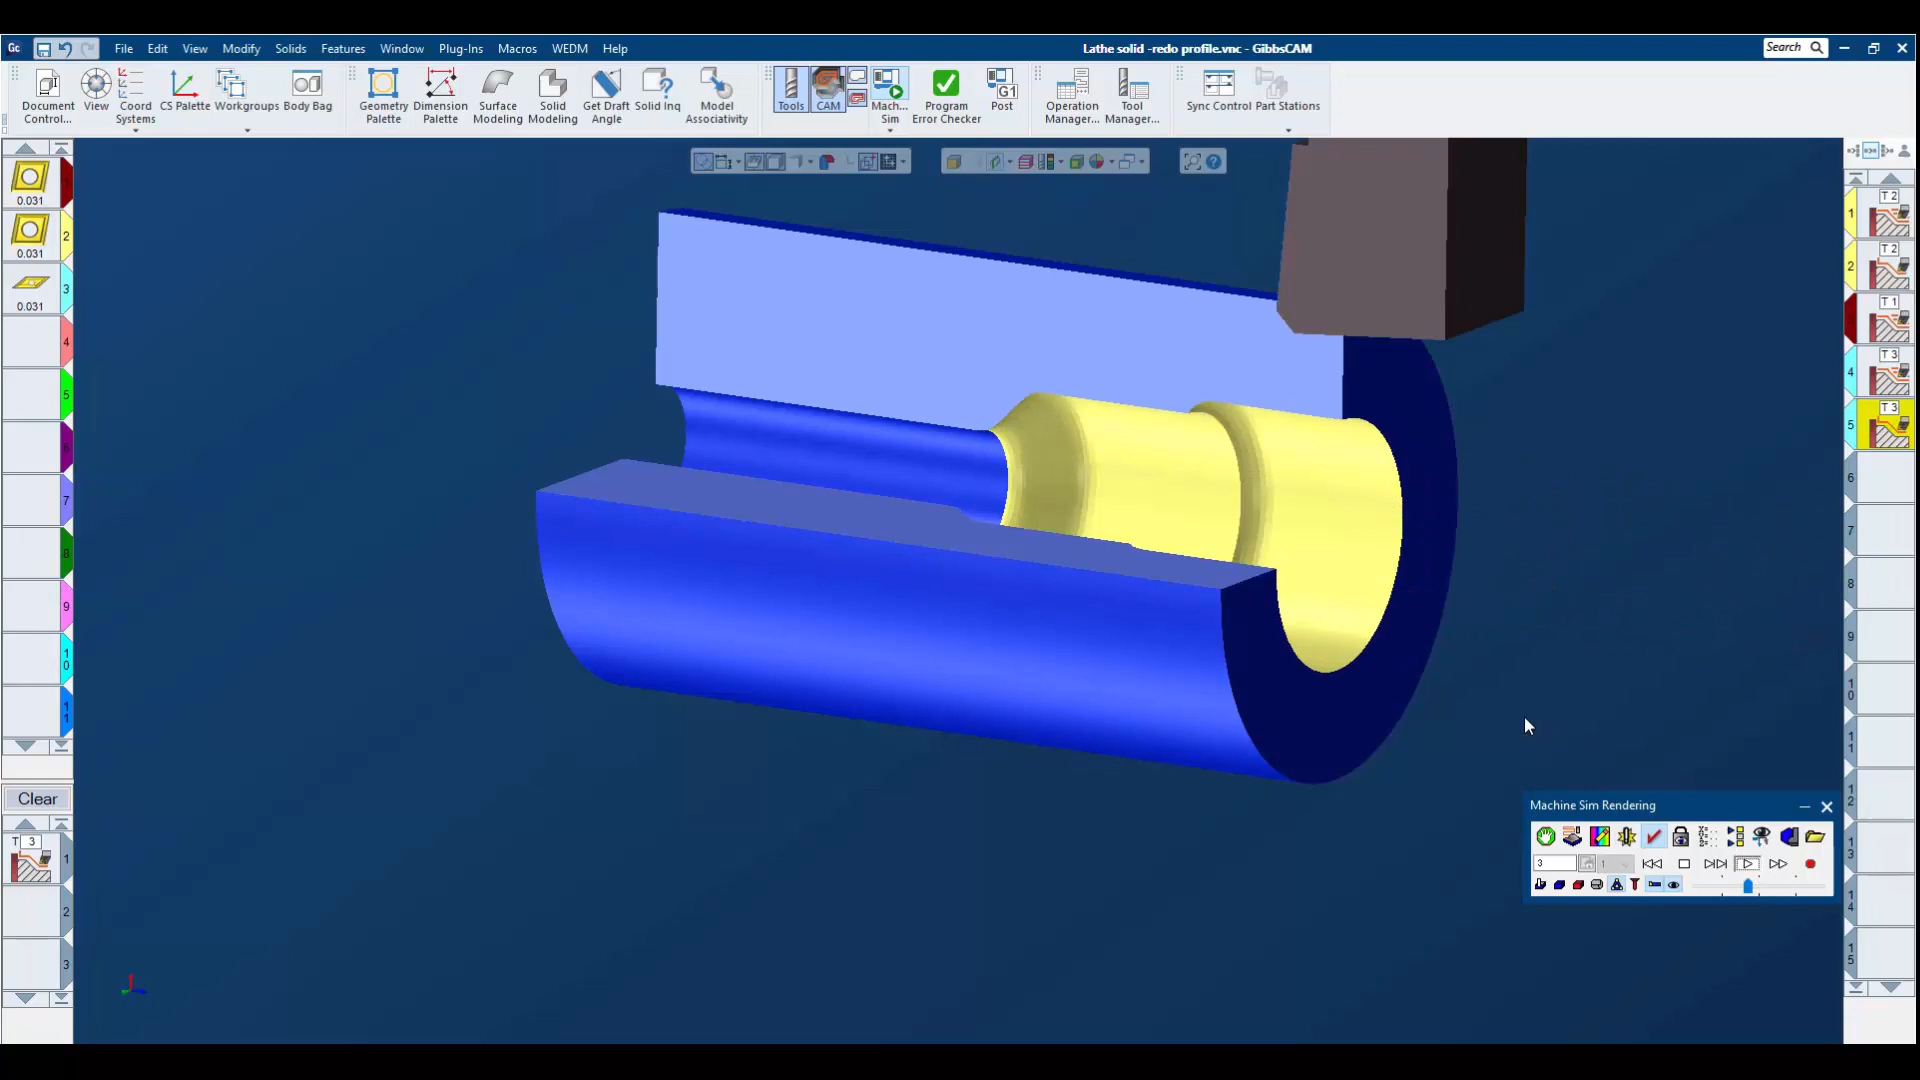 Gc File Edit View Modify Solids Features Window Plug-Ins Macros WEDM Help Lathe solid -redo profile.vnc - GibbsCAM Search
Document Control... View Coord Systems CS Palette Workgroups Body Bag Geometry Palette Dimension Palette Surface Modeling Solid Modeling Get Draft Angle Solid Inq Model Associativity Tools CAM Mach... Sim Program Error Checker G1 Post Operation Manager... Tool Manager... Sync Control Part Stations
0.031
0.031 2
0.031 3
4
5
6
7
8
9
10
11
Clear
T 3 1
2
3
1 T 2
2 T 2
T 1
4 T 3
5 T 3
6
7
8
9
10
11
12
13
14
15
Machine Sim Rendering
3 1